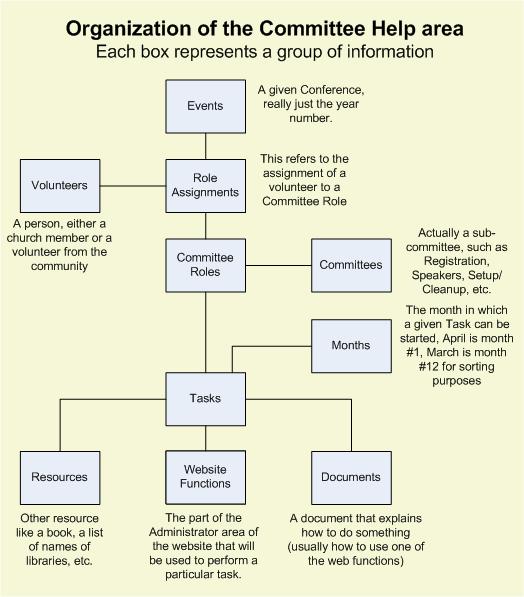 Organization of the Committee Help area
Each box represents a group of information
Events
A given Conference,
really just the year
number.
Volunteers
Role
Assignments
This refers to the
assignment of a
volunteer to a
Committee Role
A person, either a
church member or a
volunteer from the
community
Committee
Roles
Committees
Actually a sub-
committee, such as
Registration,
Speakers, Setup/
Cleanup, etc.
Months
The month in which
a given Task can be
started, April is month
#1, March is month
#12 for sorting
purposes
Tasks
Resources
Website
Functions
Documents
Other resource
like a book, a list
of names of
libraries, etc.
The part of the
Administrator area of
the website that will
be used to perform a
particular task.
A document that explains
how to do something
(usually how to use one of
the web functions)